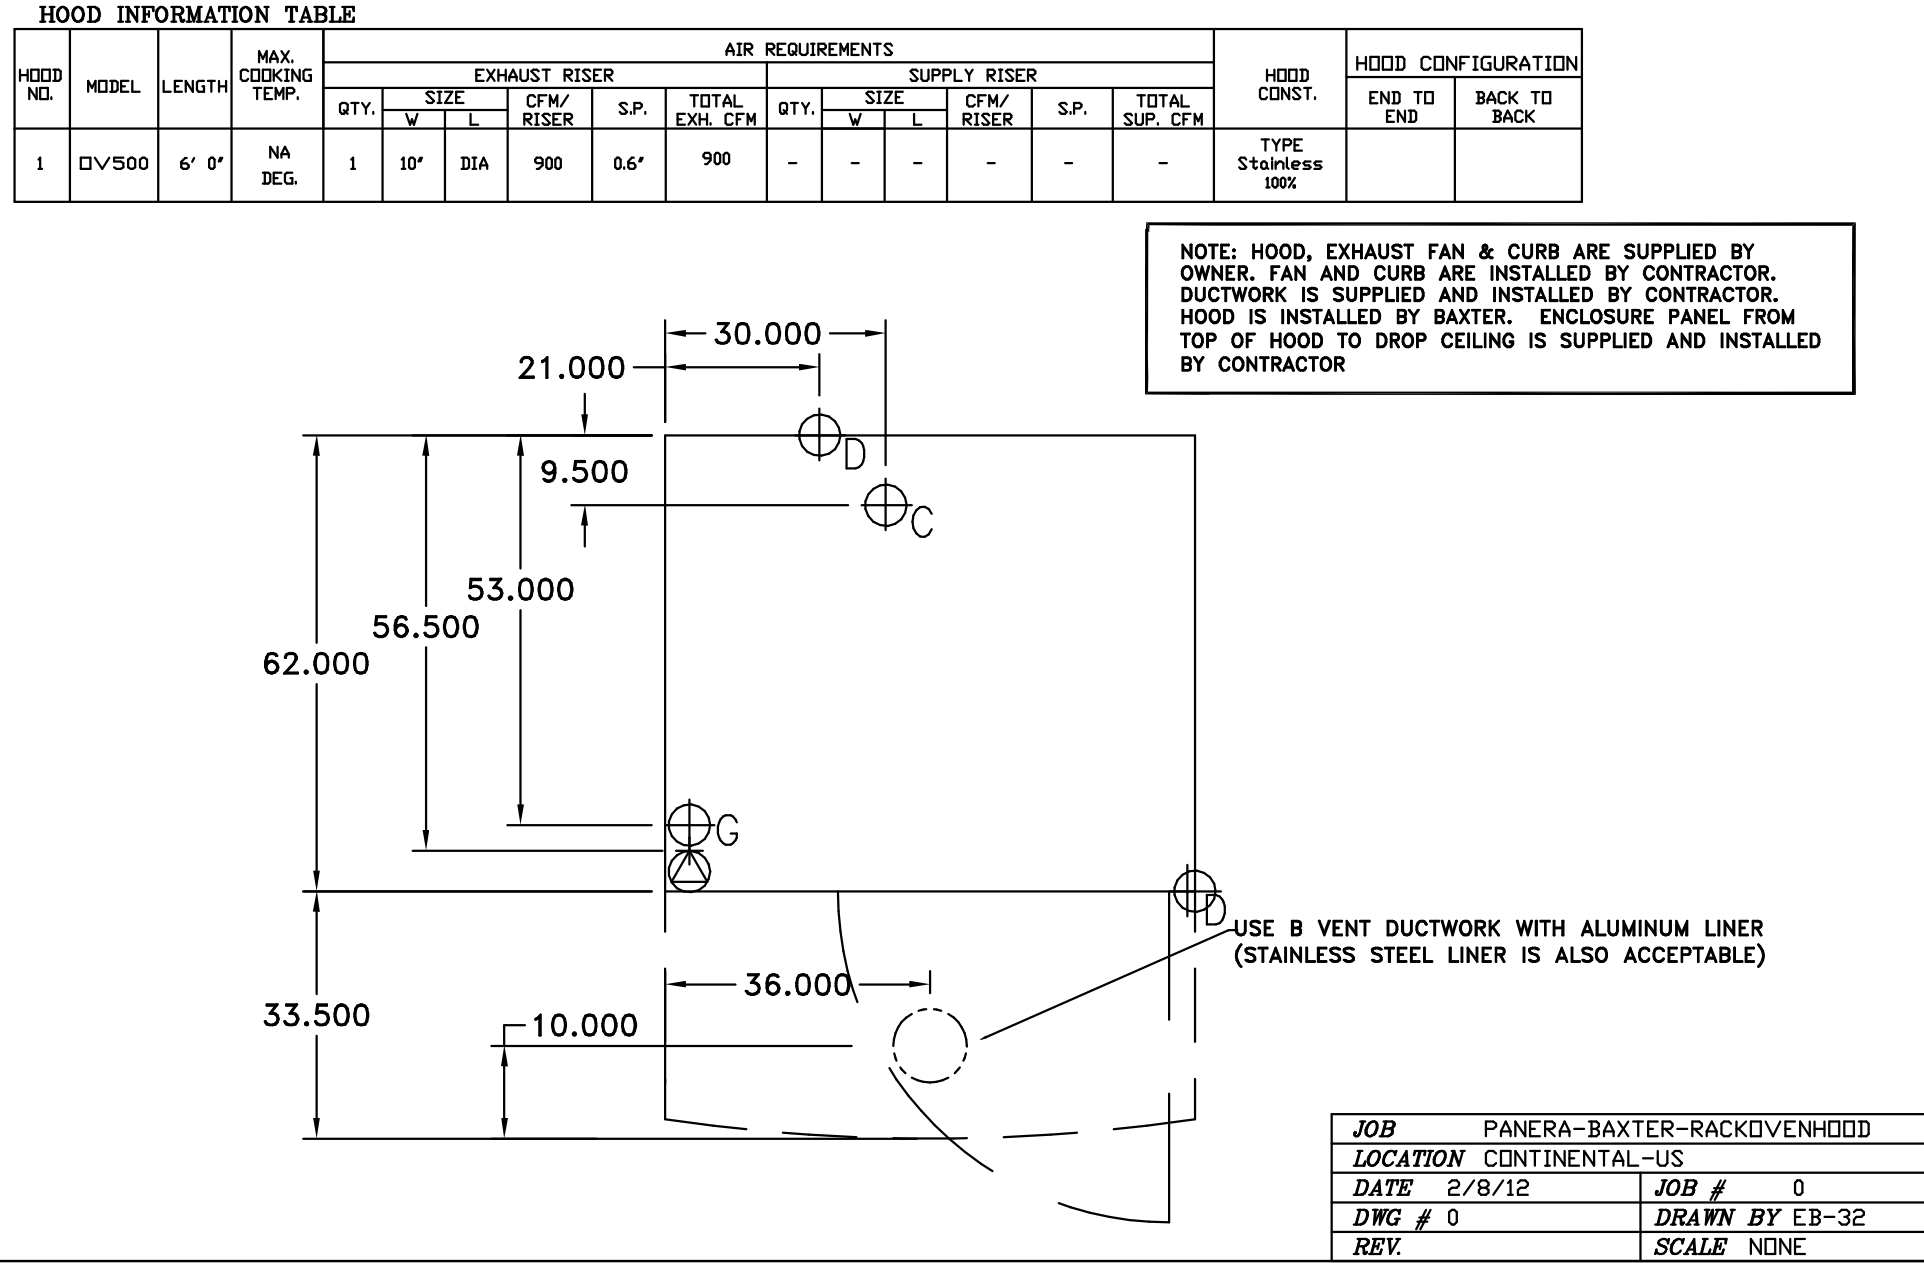 HOOD INFORMATION TABLE
HOOD NO. MODEL LENGTH MAX. COOKING TEMP. AIR REQUIREMENTS HOOD CONST. HOOD CONFIGURATION
EXHAUST RISER SUPPLY RISER END TO END BACK TO BACK
QTY. SIZE CFM/ RISER S.P. TOTAL EXH. CFM QTY. SIZE CFM/ RISER S.P. TOTAL SUP. CFM
W L W L
1 OV500 6' 0" NA DEG. 1 10" DIA 900 0.6" 900 - - - - - - TYPE Stainless 100%
NOTE: HOOD, EXHAUST FAN & CURB ARE SUPPLIED BY
OWNER. FAN AND CURB ARE INSTALLED BY CONTRACTOR.
DUCTWORK IS SUPPLIED AND INSTALLED BY CONTRACTOR.
HOOD IS INSTALLED BY BAXTER. ENCLOSURE PANEL FROM
TOP OF HOOD TO DROP CEILING IS SUPPLIED AND INSTALLED
BY CONTRACTOR
30.000
21.000
D
9.500
C
53.000
56.500
62.000
G
D
USE B VENT DUCTWORK WITH ALUMINUM LINER
(STAINLESS STEEL LINER IS ALSO ACCEPTABLE)
36.000
33.500
10.000
JOB PANERA-BAXTER-RACKOVENHOOD
LOCATION CONTINENTAL-US
DATE 2/8/12 JOB # 0
DWG # 0 DRAWN BY EB-32
REV. SCALE NONE